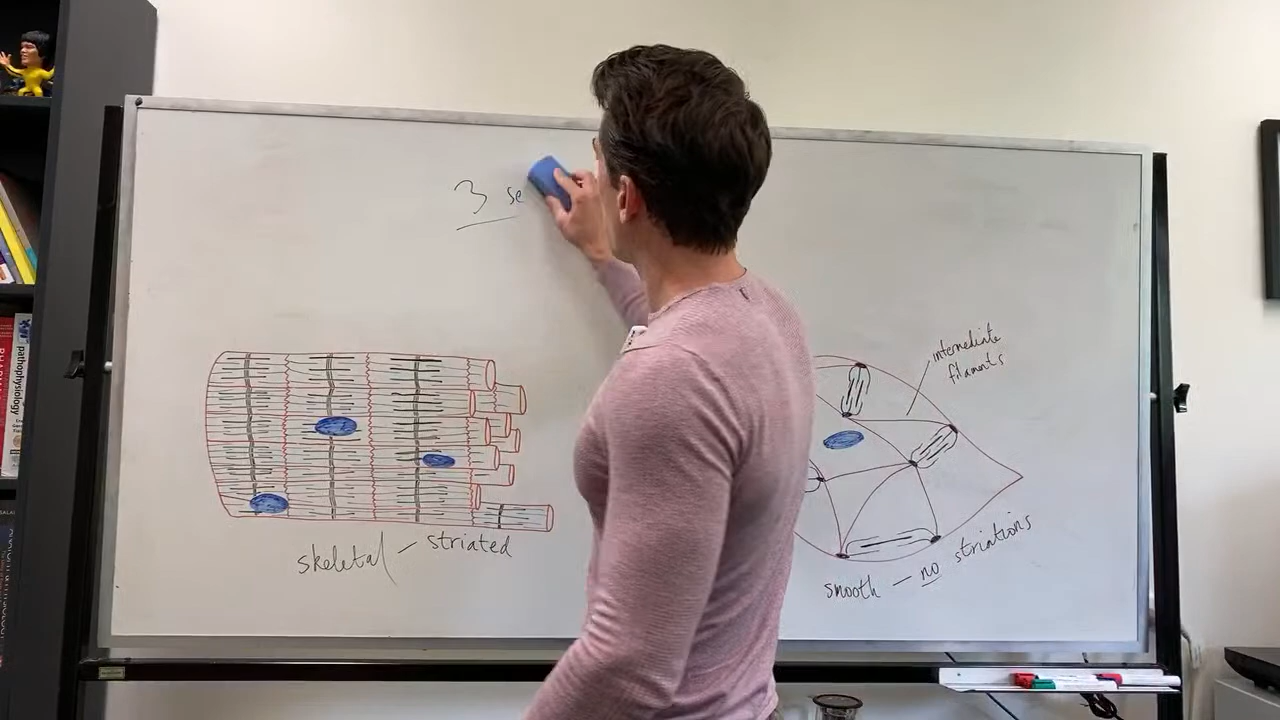 3 se
intermediate
filaments
skeletal – striated
smooth – no striations
pathophysiology